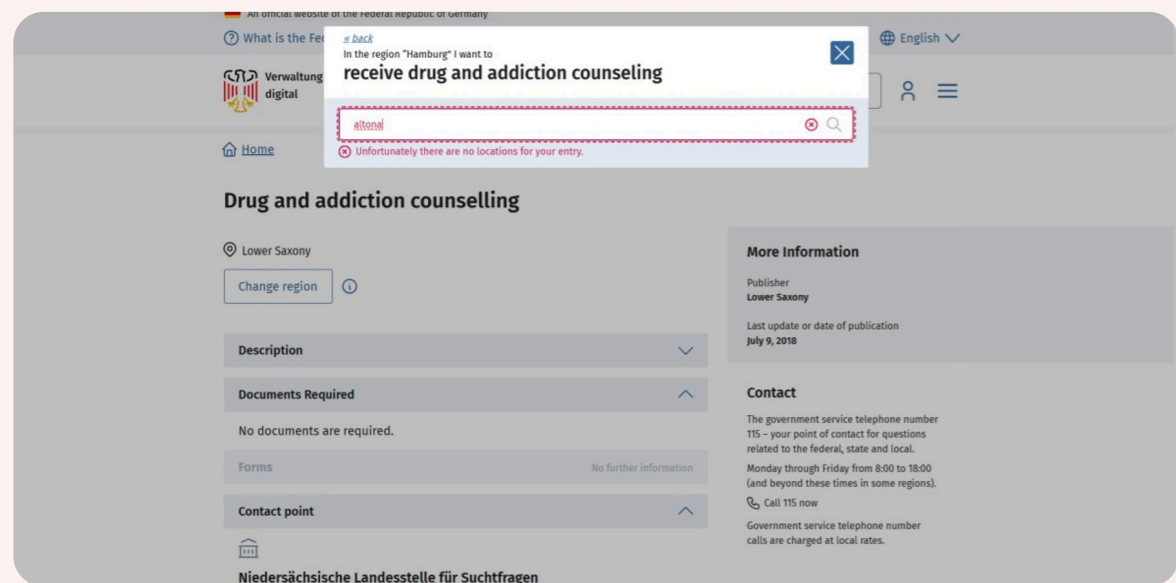 An official website of the Federal Republic of Germany
What is the Fe
« back
In the region "Hamburg" I want to
receive drug and addiction counseling
English
Verwaltung
digital
altona
Unfortunately there are no locations for your entry.
Home
Drug and addiction counselling
Lower Saxony
Change region
More Information
Publisher
Lower Saxony
Last update or date of publication
July 9, 2018
Description
Documents Required
No documents are required.
Forms
No further information
Contact point
Niedersächsische Landesstelle für Suchtfragen
Contact
The government service telephone number
115 – your point of contact for questions
related to the federal, state and local.
Monday through Friday from 8:00 to 18:00
(and beyond these times in some regions).
Call 115 now
Government service telephone number
calls are charged at local rates.